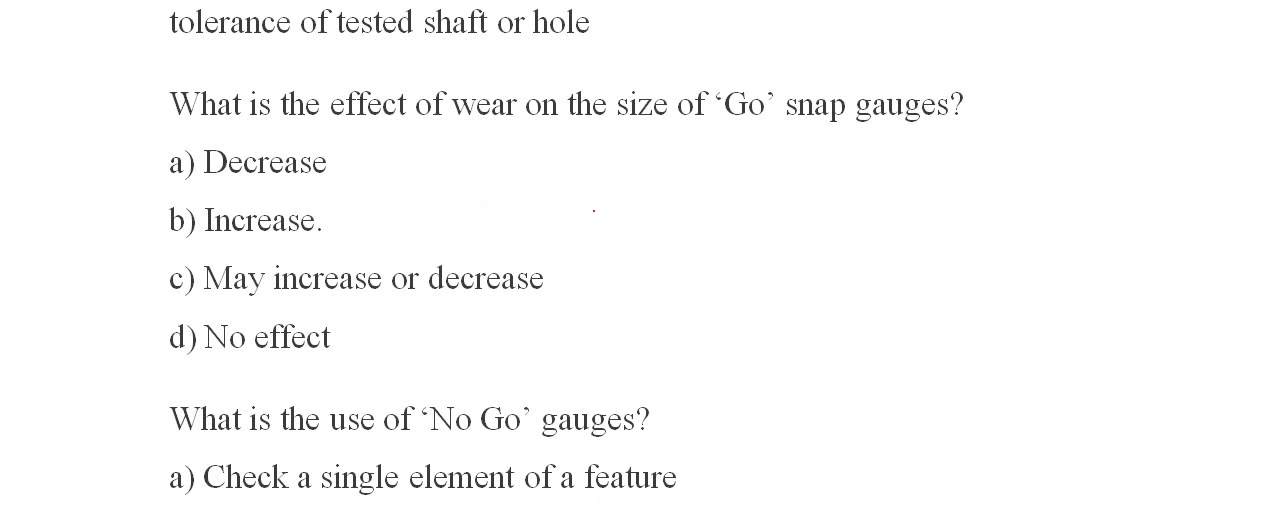 tolerance of tested shaft or hole
What is the effect of wear on the size of ‘Go’ snap gauges?
a) Decrease
b) Increase.
c) May increase or decrease
d) No effect
What is the use of ‘No Go’ gauges?
a) Check a single element of a feature